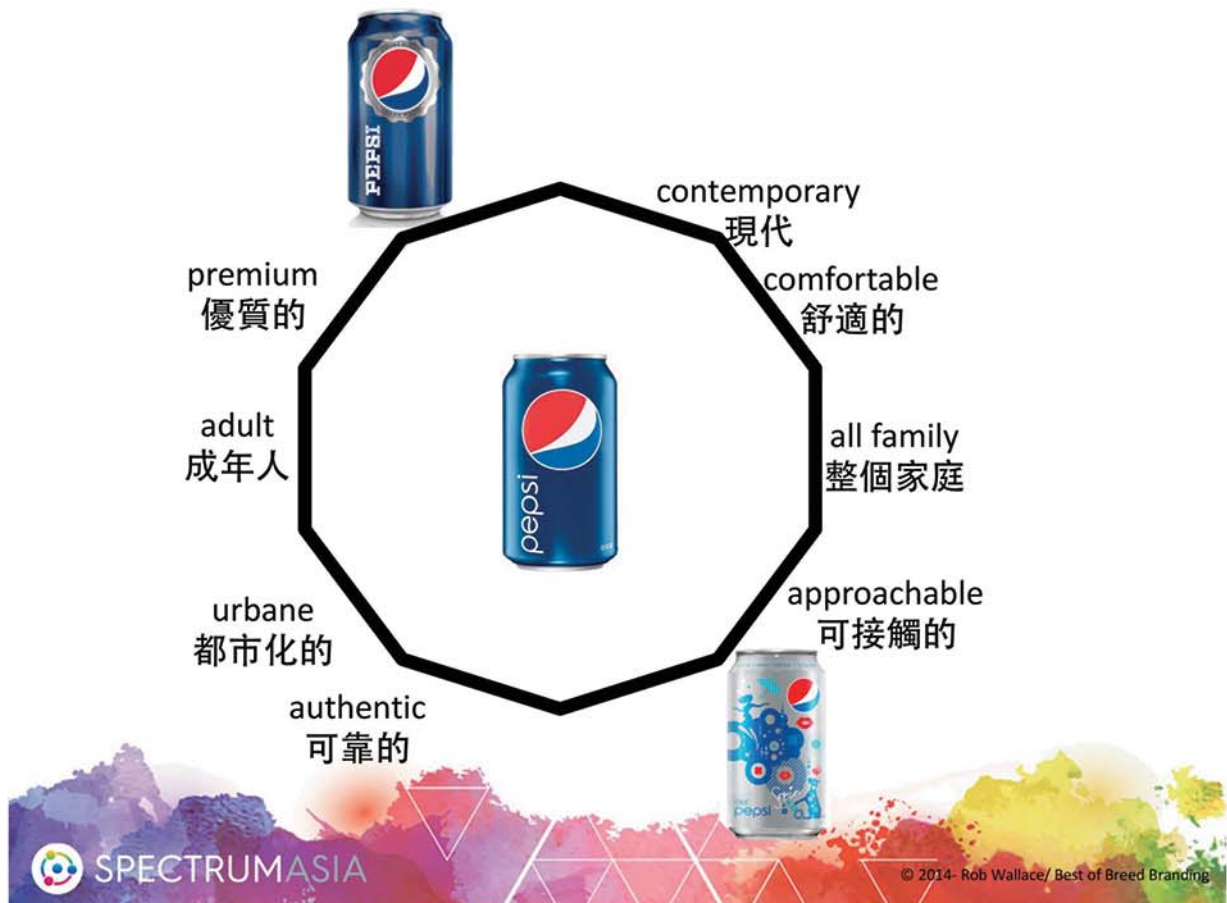 PEPSI
contemporary
現代
premium
優質的
comfortable
舒適的
adult
成年人
pepsi
all family
整個家庭
urbane
都市化的
approachable
可接觸的
authentic
可靠的
pepsi
SPECTRUMASIA
© 2014- Rob Wallace/ Best of Breed Branding